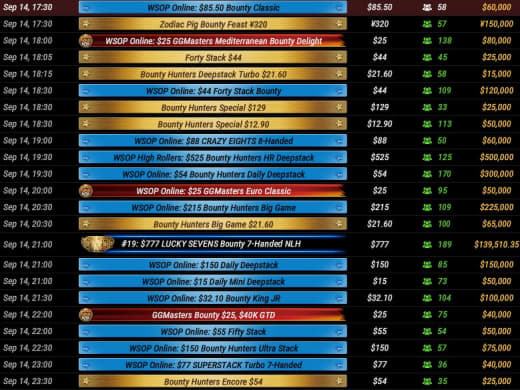 Sep 14, 17:30 WSOP Online: $85.50 Bounty Classic $85.50 58 $60,000
Sep 14, 17:30 Zodiac Pig Bounty Feast ¥320 ¥320 57 ¥150,000
Sep 14, 18:00 WSOP Online: $25 GGMasters Mediterranean Bounty Delight $25 138 $80,000
Sep 14, 18:05 Forty Stack $44 $44 45 $25,000
Sep 14, 18:15 Bounty Hunters Deepstack Turbo $21.60 $21.60 58 $15,000
Sep 14, 18:30 WSOP Online: $44 Forty Stack Bounty $44 109 $120,000
Sep 14, 18:30 Bounty Hunters Special $129 $129 33 $25,000
Sep 14, 18:30 Bounty Hunters Special $12.90 $12.90 113 $50,000
Sep 14, 19:00 WSOP Online: $88 CRAZY EIGHTS 8-Handed $88 50 $60,000
Sep 14, 19:30 WSOP High Rollers: $525 Bounty Hunters HR Deepstack $525 125 $500,000
Sep 14, 19:30 WSOP Online: $54 Bounty Hunters Daily Deepstack $54 170 $300,000
Sep 14, 20:00 WSOP Online: $25 GGMasters Euro Classic $25 95 $50,000
Sep 14, 20:30 WSOP Online: $215 Bounty Hunters Big Game $215 109 $225,000
Sep 14, 20:30 Bounty Hunters Big Game $21.60 $21.60 100 $65,000
Sep 14, 21:00 #19: $777 LUCKY SEVENS Bounty 7-Handed NLH $777 189 $139,510.35
Sep 14, 21:00 WSOP Online: $150 Daily Deepstack $150 85 $150,000
Sep 14, 21:00 WSOP Online: $15 Daily Mini Deepstack $15 73 $50,000
Sep 14, 21:30 WSOP Online: $32.10 Bounty King JR $32.10 104 $100,000
Sep 14, 22:00 GGMasters Bounty $25, $40K GTD $25 75 $40,000
Sep 14, 22:00 WSOP Online: $55 Fifty Stack $55 54 $50,000
Sep 14, 22:30 WSOP Online: $150 Bounty Hunters Ultra Stack $150 57 $75,000
Sep 14, 23:00 WSOP Online: $77 SUPERSTACK Turbo 7-Handed $77 36 $40,000
Sep 14, 23:30 Bounty Hunters Encore $54 $54 35 $25,000